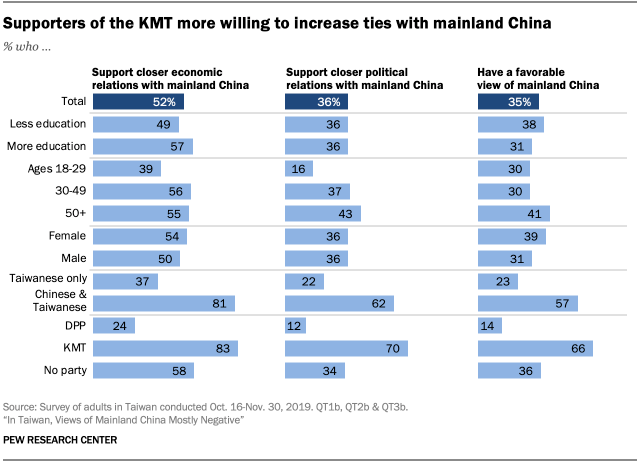 Supporters of the KMT more willing to increase ties with mainland China
% who ...
Support closer economic relations with mainland China
Support closer political relations with mainland China
Have a favorable view of mainland China
Total 52% 36% 35%
Less education 49 36 38
More education 57 36 31
Ages 18-29 39 16 30
30-49 56 37 30
50+ 55 43 41
Female 54 36 39
Male 50 36 31
Taiwanese only 37 22 23
Chinese & Taiwanese 81 62 57
DPP 24 12 14
KMT 83 70 66
No party 58 34 36
Source: Survey of adults in Taiwan conducted Oct. 16-Nov. 30, 2019. QT1b, QT2b & QT3b.
“In Taiwan, Views of Mainland China Mostly Negative”
PEW RESEARCH CENTER